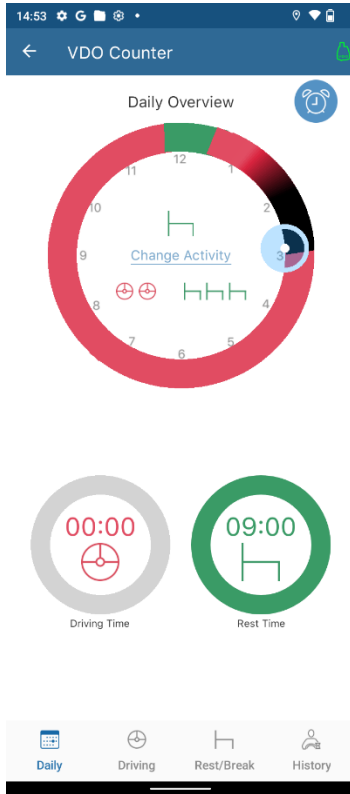 14:53 G
VDO Counter
Daily Overview
12
11
1
10
2
Change Activity
9
3
8
4
7
5
6
00:00
09:00
Driving Time
Rest Time
Daily
Driving
Rest/Break
History